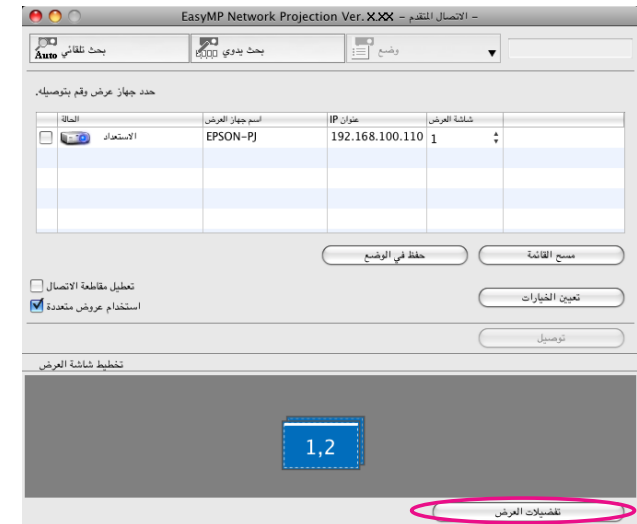 EasyMP Network Projection Ver. X.XX – الاتصال المتقدم –
Auto بحث تلقائي
بحث يدوي
وضع
حدد جهاز عرض وقم بتوصيله.
الحالة اسم جهاز العرض عنوان IP شاشة العرض
الاستعداد EPSON-PJ 192.168.100.110 1
حفظ في الوضع مسح القائمة
تعطيل مقاطعة الاتصال
تعيين الخيارات
استخدام عروض متعددة
توصيل
تخطيط شاشة العرض
1,2
تفضيلات العرض